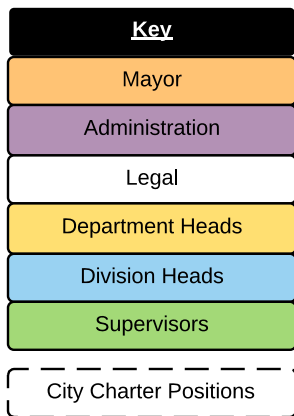 Key
Mayor
Administration
Legal
Department Heads
Division Heads
Supervisors
City Charter Positions